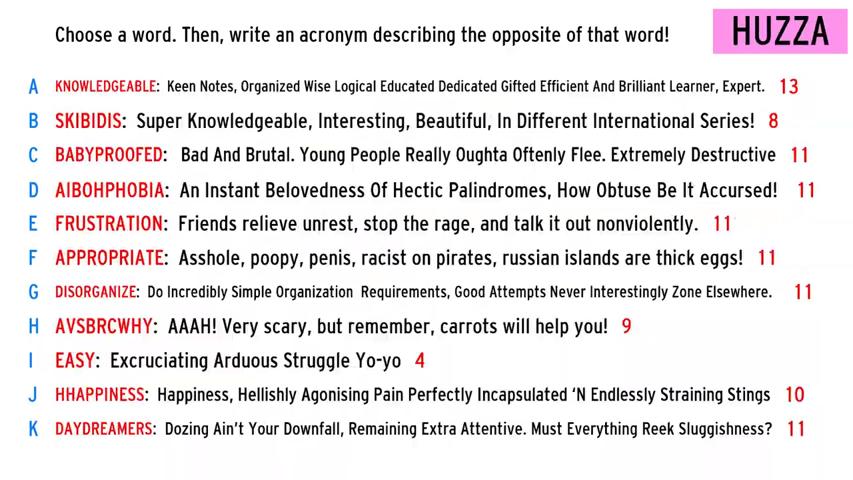 Choose a word. Then, write an acronym describing the opposite of that word!
HUZZA
A KNOWLEDGEABLE: Keen Notes, Organized Wise Logical Educated Dedicated Gifted Efficient And Brilliant Learner, Expert. 13
B SKIBIDIS: Super Knowledgeable, Interesting, Beautiful, In Different International Series! 8
C BABYPROOFED: Bad And Brutal. Young People Really Oughta Oftenly Flee. Extremely Destructive 11
D AIBOHPHOBIA: An Instant Belovedness Of Hectic Palindromes, How Obtuse Be It Accursed! 11
E FRUSTRATION: Friends relieve unrest, stop the rage, and talk it out nonviolently. 11
F APPROPRIATE: Asshole, poopy, penis, racist on pirates, russian islands are thick eggs! 11
G DISORGANIZE: Do Incredibly Simple Organization Requirements, Good Attempts Never Interestingly Zone Elsewhere. 11
H AVSBRCWHY: AAAH! Very scary, but remember, carrots will help you! 9
I EASY: Excruciating Arduous Struggle Yo-yo 4
J HHAPPINESS: Happiness, Hellishly Agonising Pain Perfectly Incapsulated 'N Endlessly Straining Stings 10
K DAYDREAMERS: Dozing Ain't Your Downfall, Remaining Extra Attentive. Must Everything Reek Sluggishness? 11